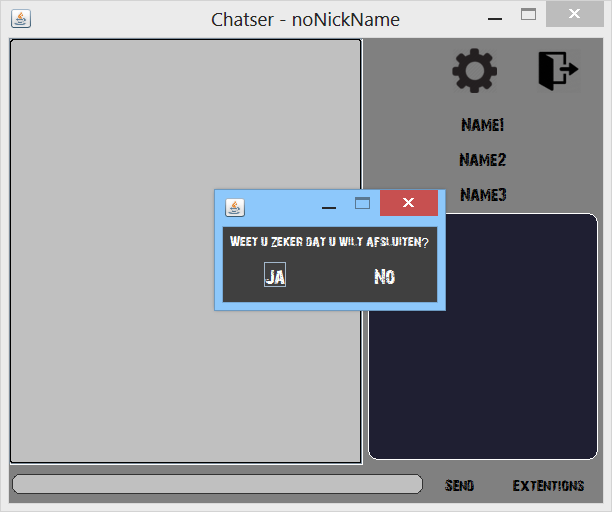 Chatser - noNickName
NAME1
NAME2
NAME3
WEET U ZEKER DAT U WILT AFSLUITEN?
JA
NO
SEND
EXTENTIONS